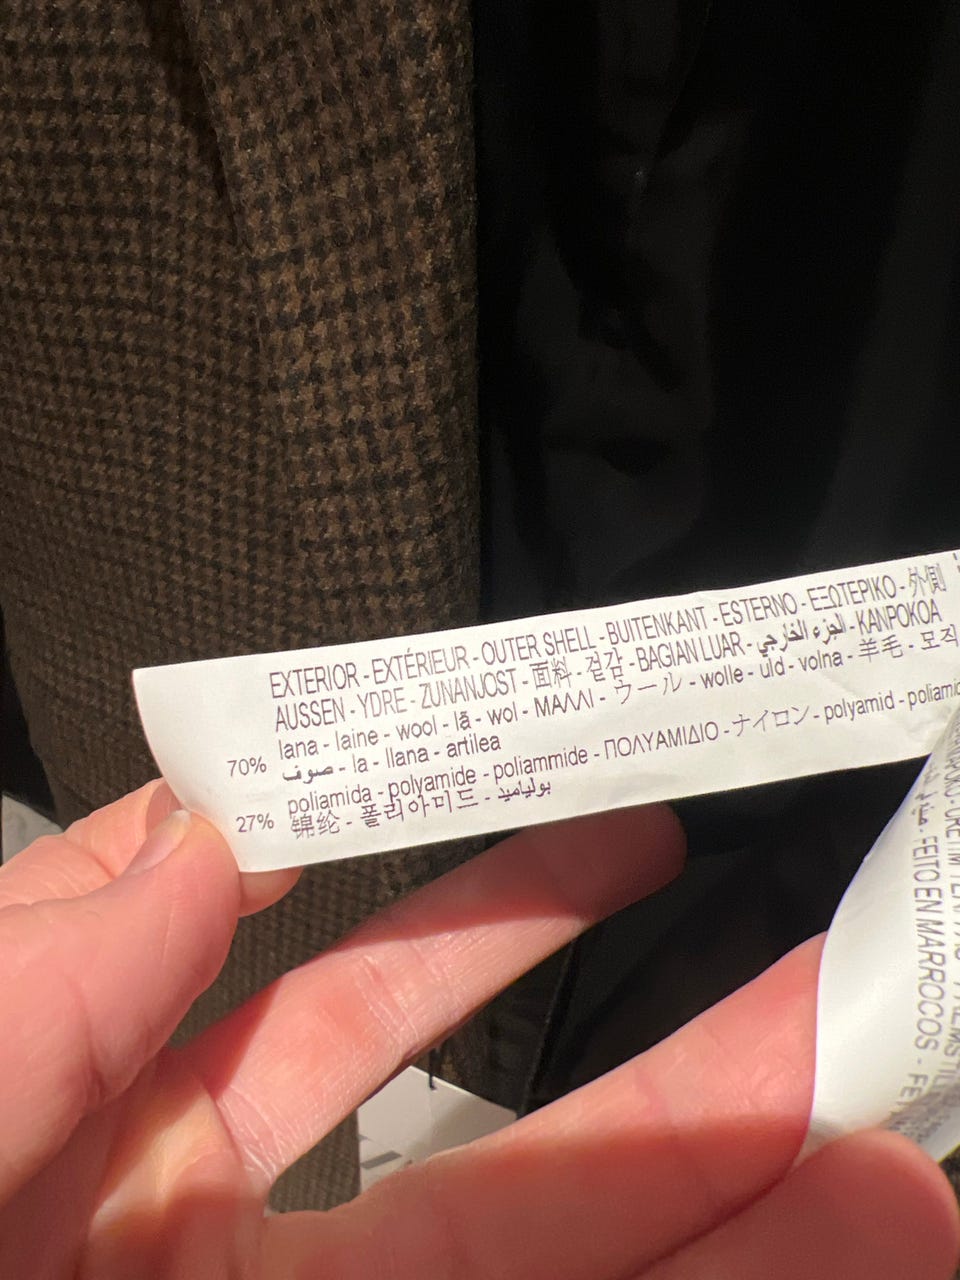 EXTERIOR - EXTÉRIEUR - OUTER SHELL - BUITENKANT - ESTERNO - ΕΞΩΤΕΡΙΚΟ - 外側
AUSSEN - YDRE - ZUNANJOST - 面料 - 겉감 - BAGIAN LUAR - الجزء الخارجي - KANPOKOA
70% lana - laine - wool - lã - wol - ΜΑΛΛΙ - ウール - wolle - uld - volna - 羊毛 - 모직
صوف - la - llana - artilea
27% poliamida - polyamide - poliammide - ΠΟΛΥΑΜΙΔΙΟ - ナイロン - polyamid - poliamid
锦纶 - 폴리아미드 - بولياميد
FEITO EN MARROCOS -